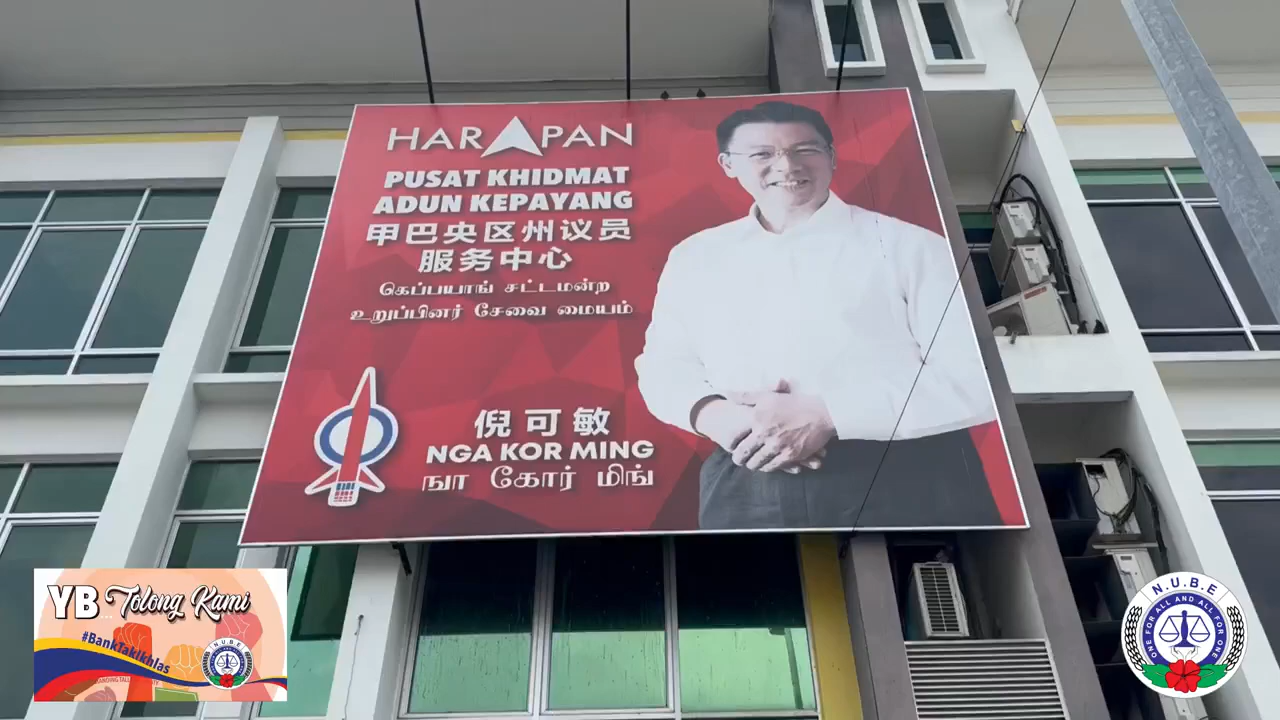 HARAPAN
PUSAT KHIDMAT
ADUN KEPAYANG
甲巴央区州议员
服务中心
கெப்பயாங் சட்டமன்ற
உறுப்பினர் சேவை மையம்
倪可敏
NGA KOR MING
ஙா கோர் மிங்
YB... Tolong Kami
#BankTakIkhlas
N.U.B.E
ONE FOR ALL AND ALL FOR ONE